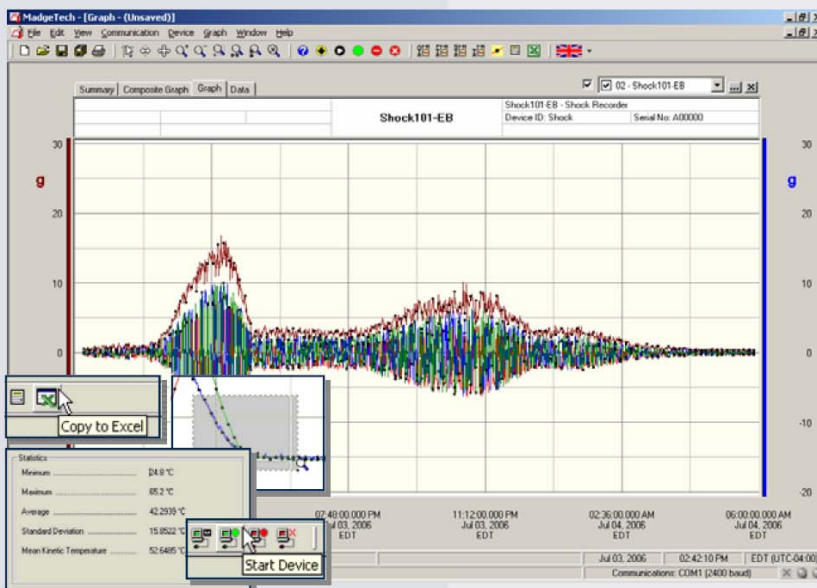 MadgeTech - [Graph - (Unsaved)]
File Edit View Communication Device Graph Window Help
Summary Composite Graph Graph Data
02 - Shock101-EB
Shock101-EB
Shock101-EB - Shock Recorder
Device ID: Shock Serial No: A00000
30 30
g g
20 20
10 10
0 0
-10
-20
Copy to Excel
Statistics
Minimum 24.8 °C
Maximum 65.2 °C
Average 42.2939 °C
Standard Deviation 15.8522 °C
Mean Kinetic Temperature 52.6485 °C
Start Device
07:48:00.000 PM 11:12:00.000 PM 02:36:00.000 AM 06:00:00.000 AM
Jul 03, 2006 Jul 03, 2006 Jul 04, 2006 Jul 04, 2006
EDT EDT EDT EDT
Jul 03, 2006 02:42:10 PM EDT (UTC-04:00)
Communications: COM1 (2400 baud)